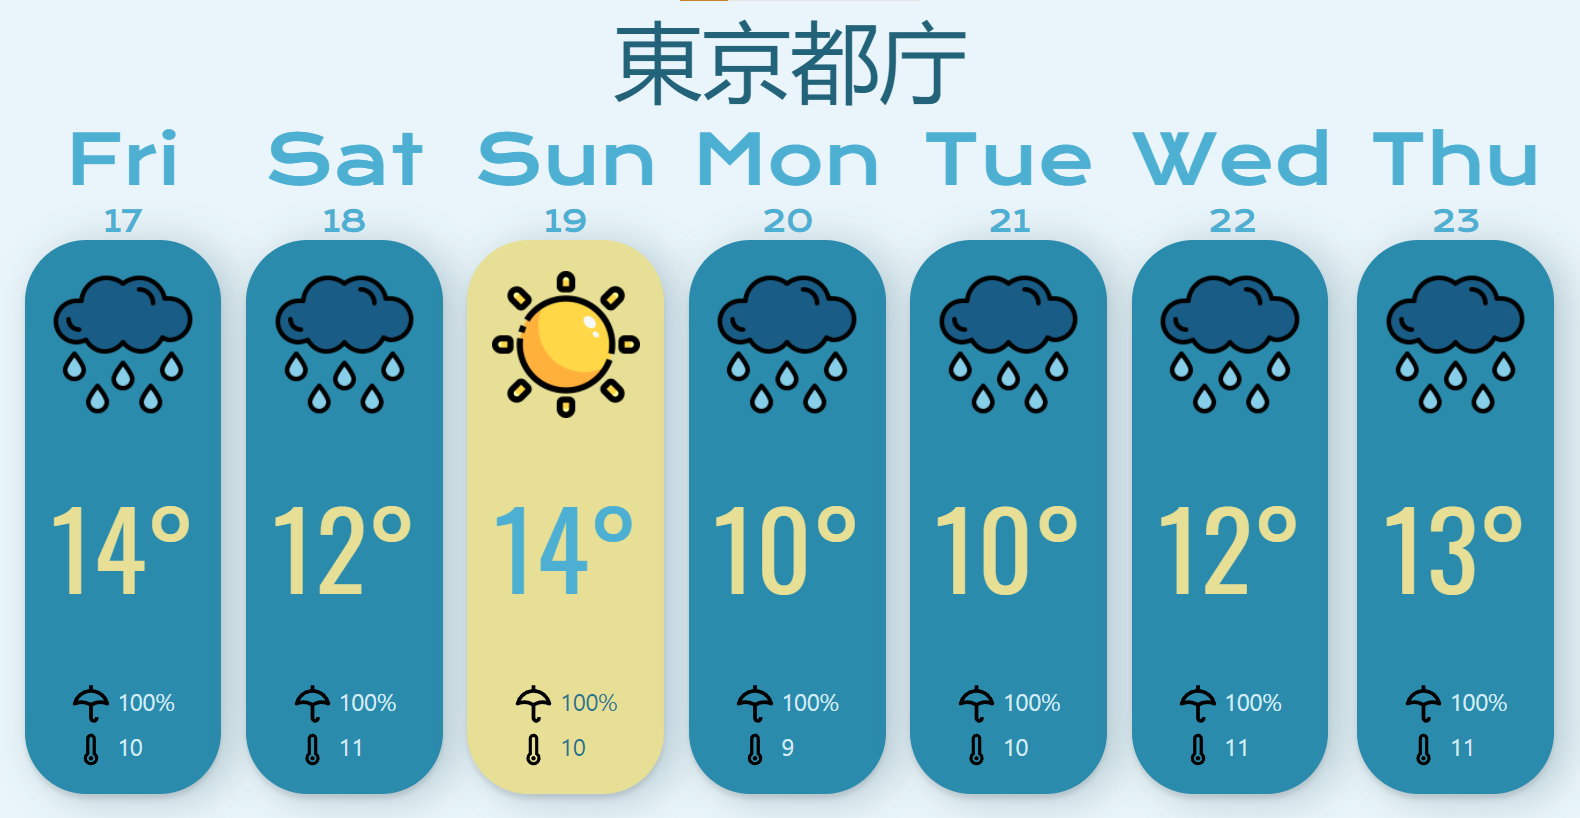 東京都庁
Fri Sat Sun Mon Tue Wed Thu
17 18 19 20 21 22 23
14° 12° 14° 10° 10° 12° 13°
100% 100% 100% 100% 100% 100% 100%
10 11 10 9 10 11 11